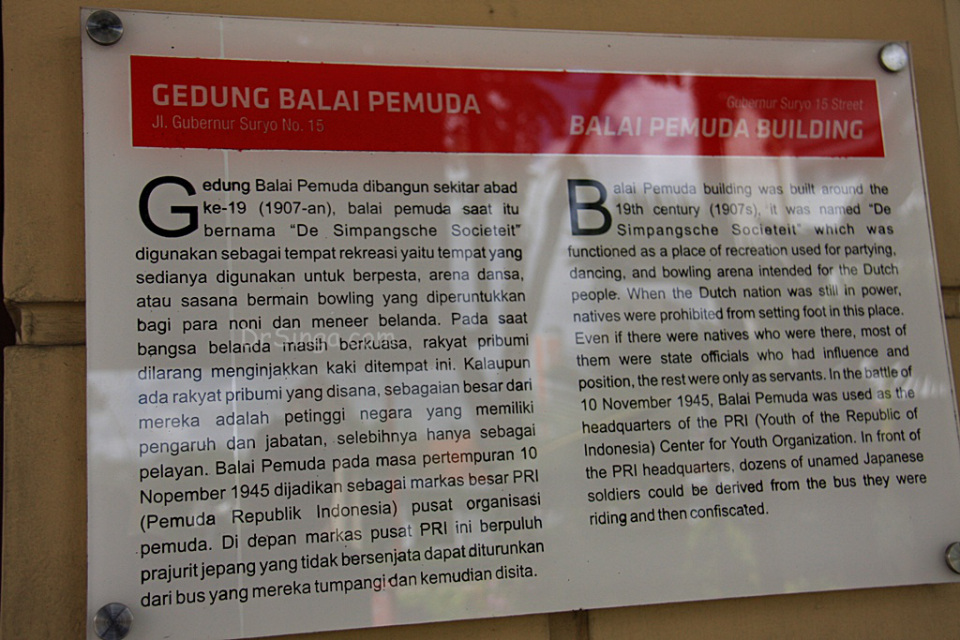 GEDUNG BALAI PEMUDA
Jl. Gubernur Suryo No. 15
Gedung Balai Pemuda dibangun sekitar abad
ke-19 (1907-an), balai pemuda saat itu
bernama “De Simpangsche Societeit”
digunakan sebagai tempat rekreasi yaitu tempat yang
sedianya digunakan untuk berpesta, arena dansa,
atau sasana bermain bowling yang diperuntukkan
bagi para noni dan meneer belanda. Pada saat
bangsa belanda masih berkuasa, rakyat pribumi
dilarang menginjakkan kaki ditempat ini. Kalaupun
ada rakyat pribumi yang disana, sebagaian besar dari
mereka adalah petinggi negara yang memiliki
pengaruh dan jabatan, selebihnya hanya sebagai
pelayan. Balai Pemuda pada masa pertempuran 10
Nopember 1945 dijadikan sebagai markas besar PRI
(Pemuda Republik Indonesia) pusat organisasi
pemuda. Di depan markas pusat PRI ini berpuluh
prajurit jepang yang tidak bersenjata dapat diturunkan
dari bus yang mereka tumpangi dan kemudian disita.
Gubernur Suryo 15 Street
BALAI PEMUDA BUILDING
Balai Pemuda building was built around the
19th century (1907s), it was named “De
Simpangsche Societeit” which was
functioned as a place of recreation used for partying,
dancing, and bowling arena intended for the Dutch
people. When the Dutch nation was still in power,
natives were prohibited from setting foot in this place.
Even if there were natives who were there, most of
them were state officials who had influence and
position, the rest were only as servants. In the battle of
10 November 1945, Balai Pemuda was used as the
headquarters of the PRI (Youth of the Republic of
Indonesia) Center for Youth Organization. In front of
the PRI headquarters, dozens of unamed Japanese
soldiers could be derived from the bus they were
riding and then confiscated.
DrSinga.com